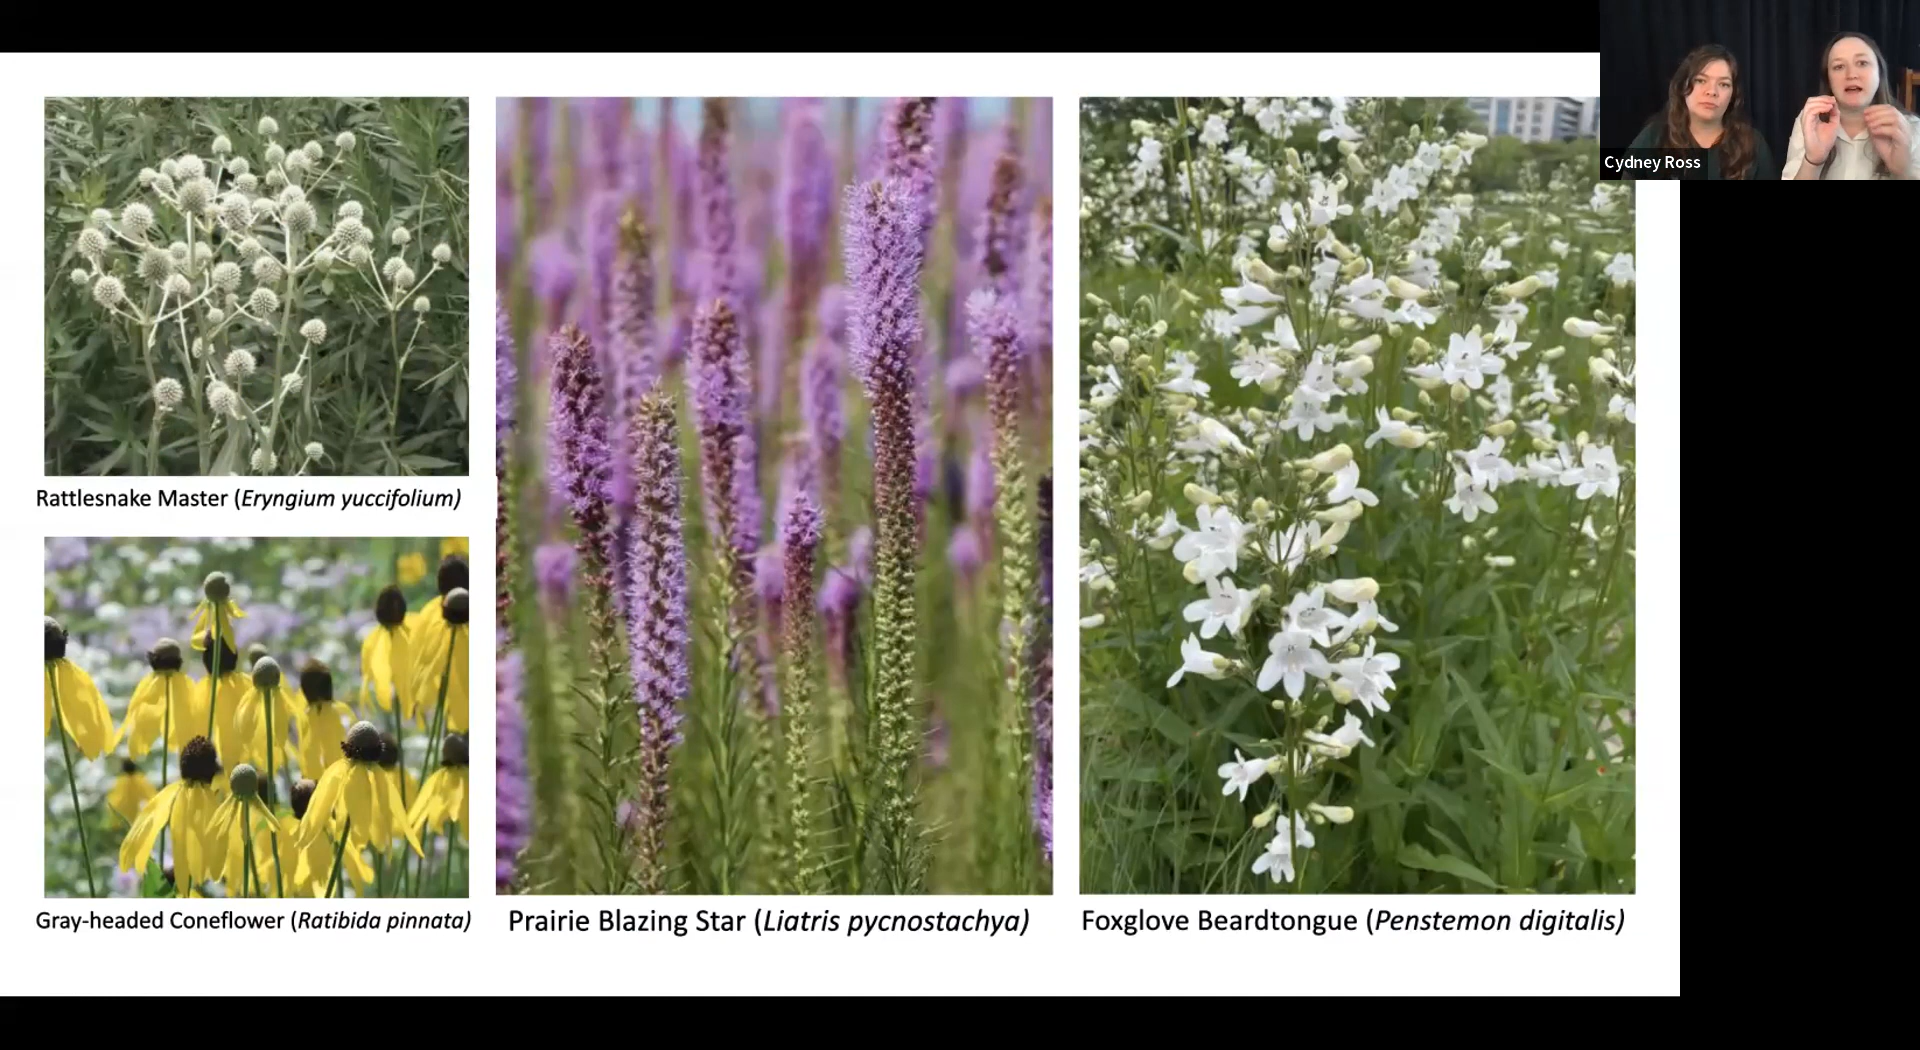 Cydney Ross
Rattlesnake Master (Eryngium yuccifolium)
Gray-headed Coneflower (Ratibida pinnata)
Prairie Blazing Star (Liatris pycnostachya)
Foxglove Beardtongue (Penstemon digitalis)